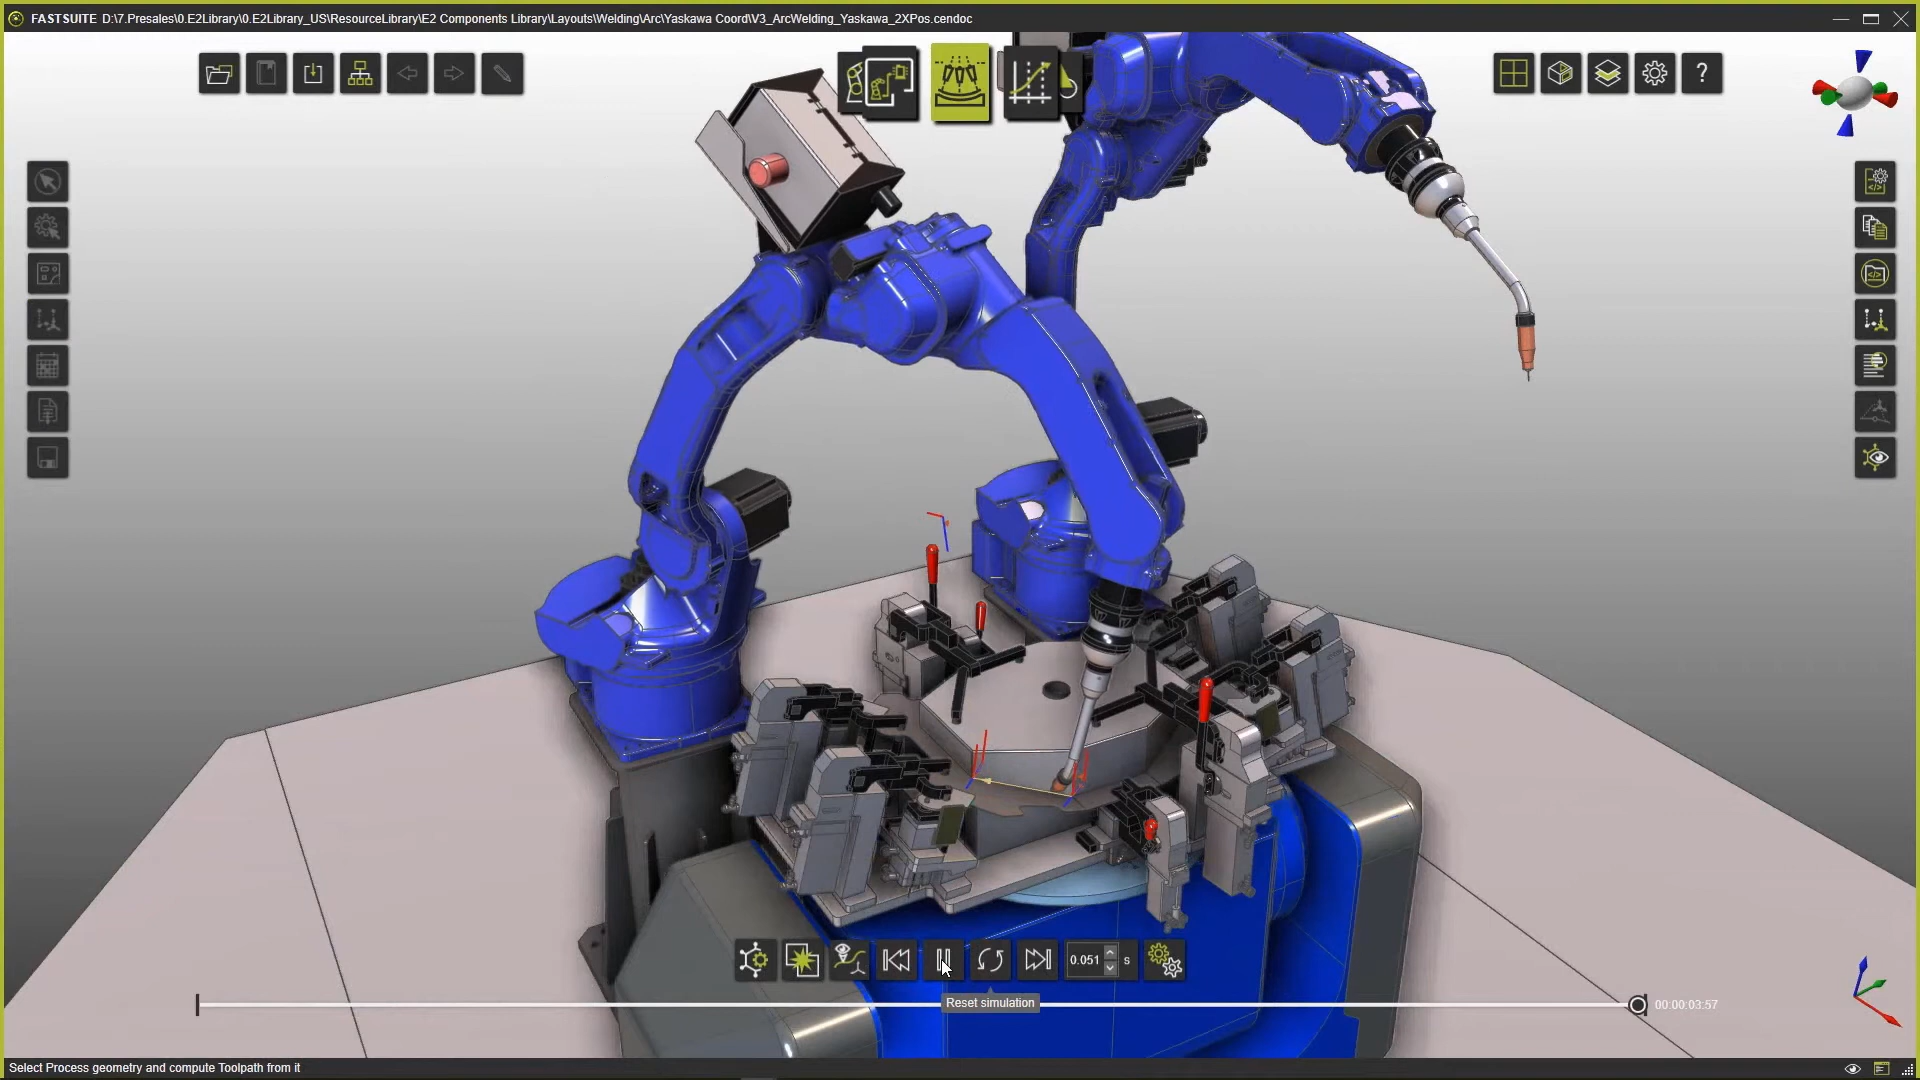 FASTSUITE D:\7.Presales\0.E2Library\0.E2Library_US\ResourceLibrary\E2 Components Library\Layouts\Welding\Arc\Yaskawa Coord\V3_ArcWelding_Yaskawa_2XPos.cendoc
?
0.051 s
Reset simulation
00:00:03:57
Select Process geometry and compute Toolpath from it